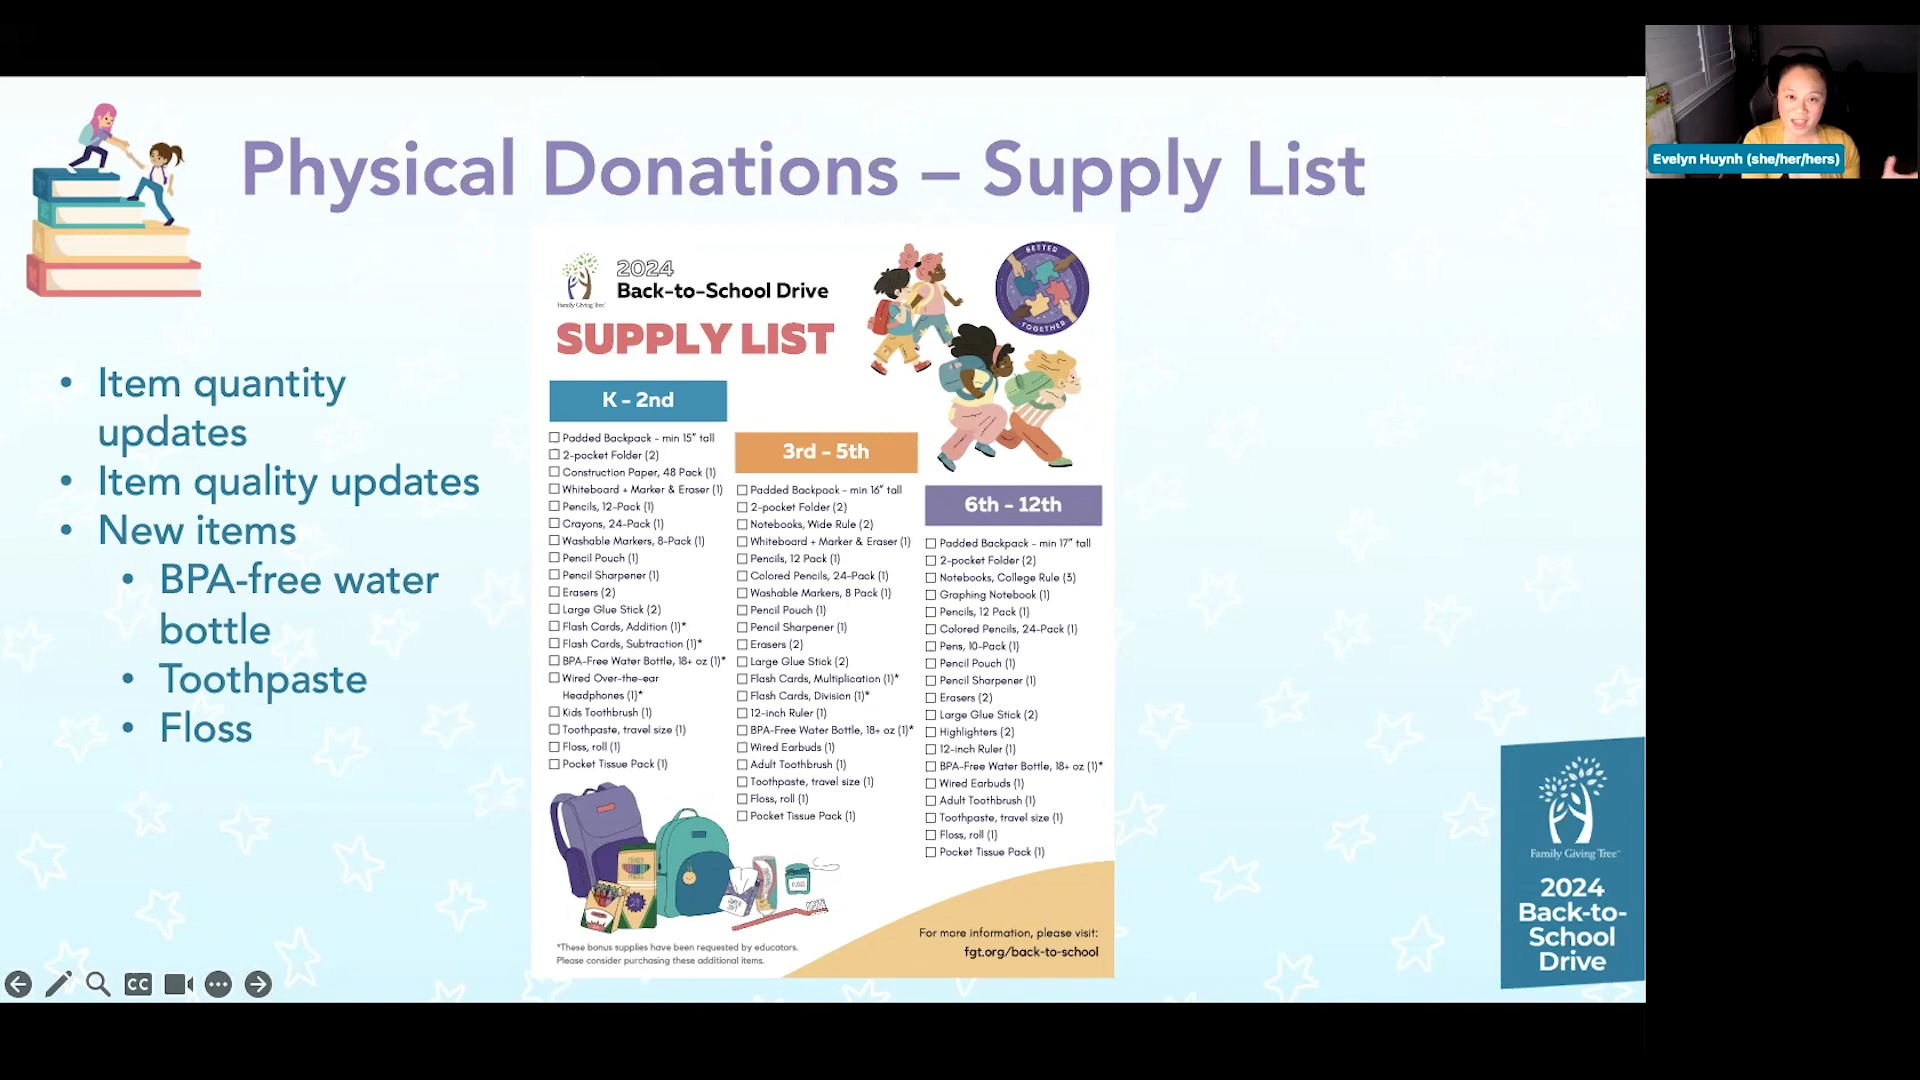 Physical Donations – Supply List
• Item quantity
updates
• Item quality updates
• New items
• BPA-free water
bottle
• Toothpaste
• Floss
Family Giving Tree
2024
Back-to-School Drive
SUPPLY LIST
BETTER
TOGETHER
K - 2nd
Padded Backpack - min 15” tall
2-pocket Folder (2)
Construction Paper, 48 Pack (1)
Whiteboard + Marker & Eraser (1)
Pencils, 12-Pack (1)
Crayons, 24-Pack (1)
Washable Markers, 8-Pack (1)
Pencil Pouch (1)
Pencil Sharpener (1)
Erasers (2)
Large Glue Stick (2)
Flash Cards, Addition (1)*
Flash Cards, Subtraction (1)*
BPA-Free Water Bottle, 18+ oz (1)*
Wired Over-the-ear
Headphones (1)*
Kids Toothbrush (1)
Toothpaste, travel size (1)
Floss, roll (1)
Pocket Tissue Pack (1)
3rd - 5th
Padded Backpack - min 16” tall
2-pocket Folder (2)
Notebooks, Wide Rule (2)
Whiteboard + Marker & Eraser (1)
Pencils, 12 Pack (1)
Colored Pencils, 24-Pack (1)
Washable Markers, 8 Pack (1)
Pencil Pouch (1)
Pencil Sharpener (1)
Erasers (2)
Large Glue Stick (2)
Flash Cards, Multiplication (1)*
Flash Cards, Division (1)*
12-inch Ruler (1)
BPA-Free Water Bottle, 18+ oz (1)*
Wired Earbuds (1)
Adult Toothbrush (1)
Toothpaste, travel size (1)
Floss, roll (1)
Pocket Tissue Pack (1)
6th - 12th
Padded Backpack - min 17” tall
2-pocket Folder (2)
Notebooks, College Rule (3)
Graphing Notebook (1)
Pencils, 12 Pack (1)
Colored Pencils, 24-Pack (1)
Pens, 10-Pack (1)
Pencil Pouch (1)
Pencil Sharpener (1)
Erasers (2)
Large Glue Stick (2)
Highlighters (2)
12-inch Ruler (1)
BPA-Free Water Bottle, 18+ oz (1)*
Wired Earbuds (1)
Adult Toothbrush (1)
Toothpaste, travel size (1)
Floss, roll (1)
Pocket Tissue Pack (1)
*These bonus supplies have been requested by educators.
Please consider purchasing these additional items.
For more information, please visit:
fgt.org/back-to-school
Family Giving Tree
2024
Back-to-
School
Drive
CC
Evelyn Huynh (she/her/hers)